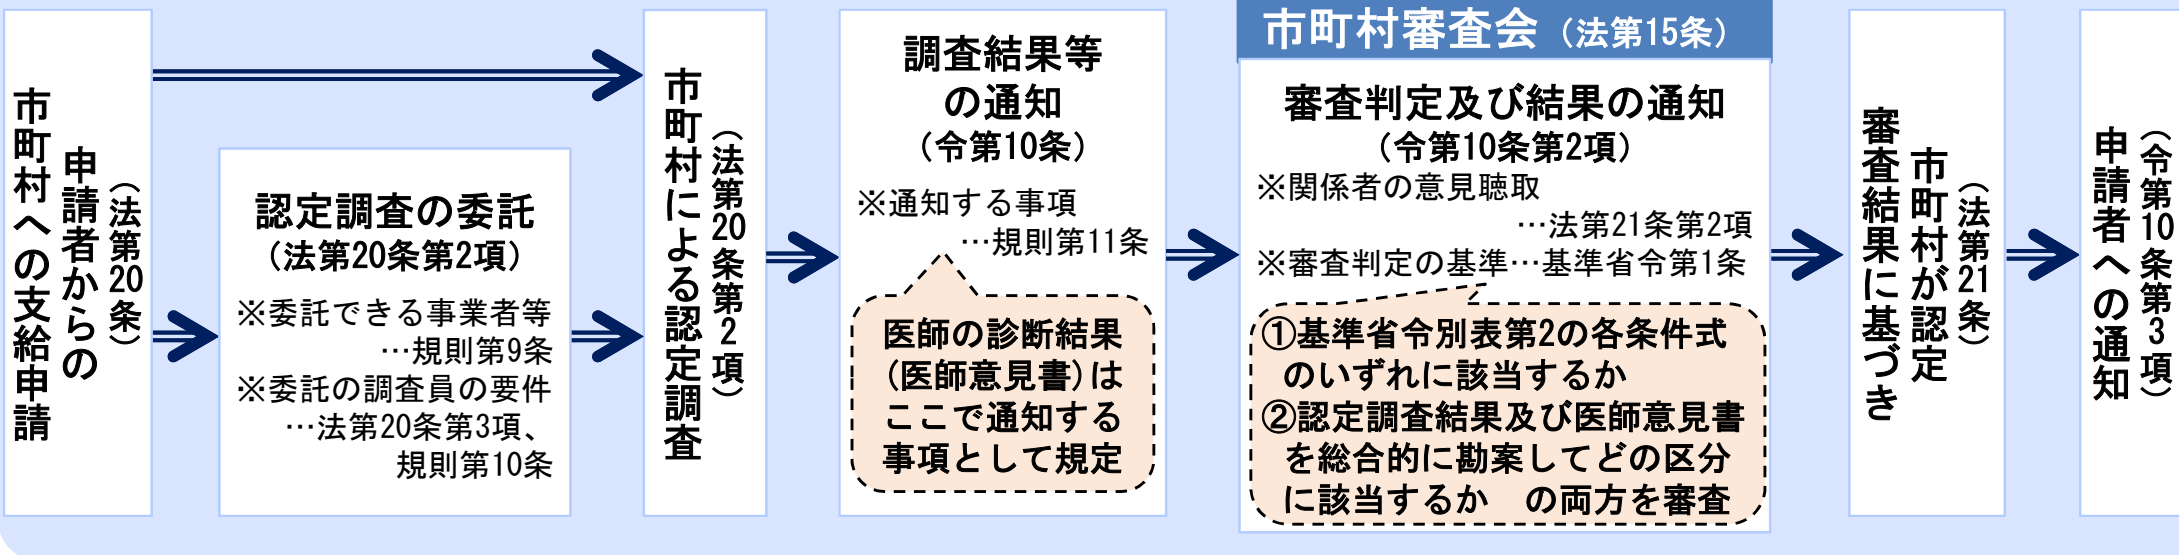 申請者からの
市町村への支給申請
（法第20条）
認定調査の委託
(法第20条第2項)
※委託できる事業者等
…規則第9条
※委託の調査員の要件
…法第20条第3項、
規則第10条
市町村による認定調査
（法第20条第2項）
調査結果等
の通知
(令第10条)
※通知する事項
…規則第11条
医師の診断結果
(医師意見書)は
ここで通知する
事項として規定
市町村審査会（法第15条）
審査判定及び結果の通知
(令第10条第2項)
※関係者の意見聴取
…法第21条第2項
※審査判定の基準…基準省令第1条
①基準省令別表第2の各条件式
のいずれに該当するか
②認定調査結果及び医師意見書
を総合的に勘案してどの区分
に該当するか　の両方を審査
審査結果に基づき
市町村が認定
（法第21条）
申請者への通知
（令第10条第3項）